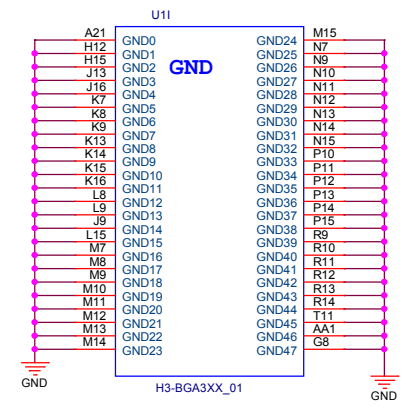 U1I
GND
A21 GND0 GND24 M15
H12 GND1 GND25 N7
H15 GND2 GND26 N9
J13 GND3 GND27 N10
J16 GND4 GND28 N11
K7 GND5 GND29 N12
K8 GND6 GND30 N13
K9 GND7 GND31 N14
K13 GND8 GND32 N15
K14 GND9 GND33 P10
K15 GND10 GND34 P11
K16 GND11 GND35 P12
L8 GND12 GND36 P13
L9 GND13 GND37 P14
J9 GND14 GND38 P15
L15 GND15 GND39 R9
M7 GND16 GND40 R10
M8 GND17 GND41 R11
M9 GND18 GND42 R12
M10 GND19 GND43 R13
M11 GND20 GND44 R14
M12 GND21 GND45 T11
M13 GND22 GND46 AA1
M14 GND23 GND47 G8
GND
H3-BGA3XX_01
GND